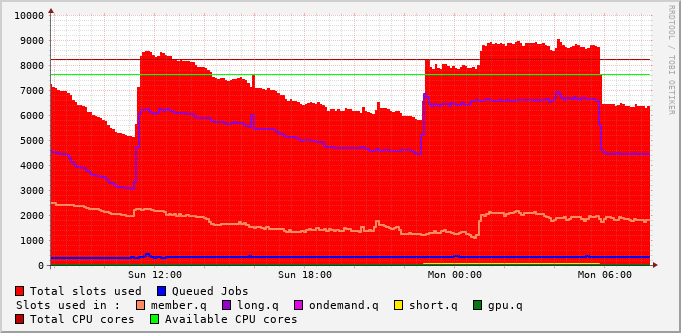 10000
9000
8000
7000
6000
5000
4000
3000
2000
1000
0
Sun 12:00 Sun 18:00 Mon 00:00 Mon 06:00
Total slots used Queued Jobs
Slots used in : member.q long.q ondemand.q short.q gpu.q
Total CPU cores Available CPU cores
RRDTOOL / TOBI OETIKER